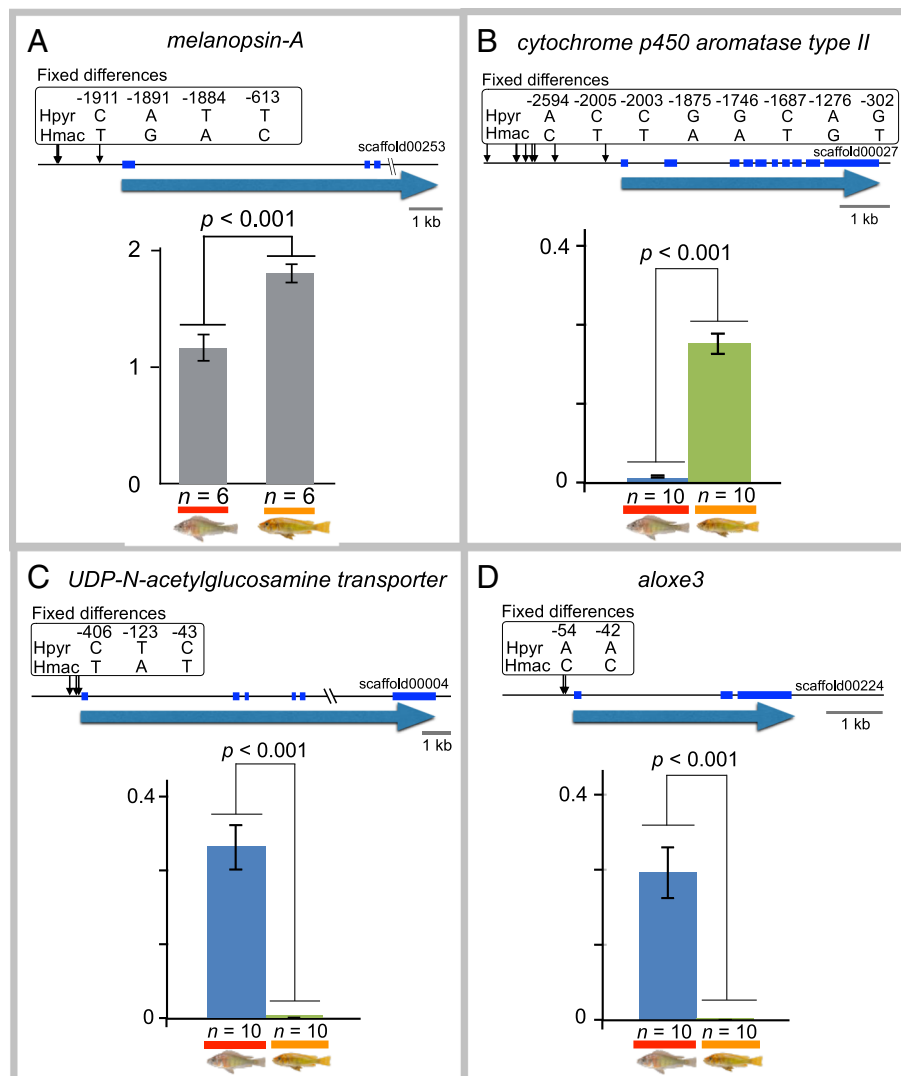 A
melanopsin-A
Fixed differences
-1911 -1891 -1884 -613
Hpyr C A T T
Hmac T G A C
scaffold00253
1 kb
p < 0.001
2
1
0
n = 6 n = 6
B
cytochrome p450 aromatase type II
Fixed differences
-2594 -2005 -2003 -1875 -1746 -1687 -1276 -302
Hpyr A C C G G C A G
Hmac C T T A A T G T
scaffold00027
1 kb
0.4
p < 0.001
0
n = 10 n = 10
C
UDP-N-acetylglucosamine transporter
Fixed differences
-406 -123 -43
Hpyr C T C
Hmac T A T
scaffold00004
1 kb
p < 0.001
0.4
0
n = 10 n = 10
D
aloxe3
Fixed differences
-54 -42
Hpyr A A
Hmac C C
scaffold00224
1 kb
p < 0.001
0.4
0
n = 10 n = 10